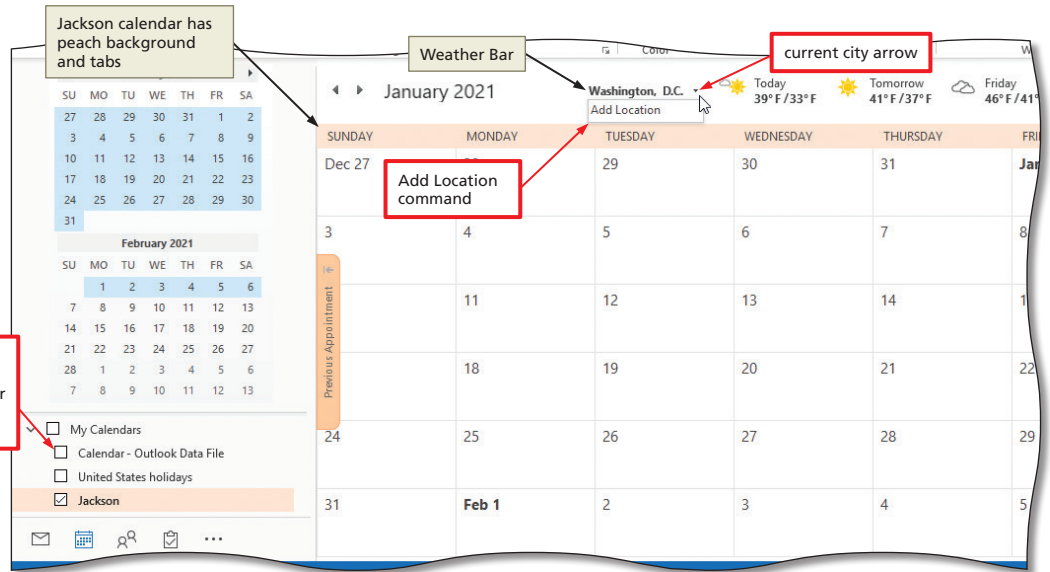 Jackson calendar has
peach background
and tabs
Weather Bar
current city arrow
SU MO TU WE TH FR SA
27 28 29 30 31 1 2
3 4 5 6 7 8 9
10 11 12 13 14 15 16
17 18 19 20 21 22 23
24 25 26 27 28 29 30
31
February 2021
SU MO TU WE TH FR SA
1 2 3 4 5 6
7 8 9 10 11 12 13
14 15 16 17 18 19 20
21 22 23 24 25 26 27
28 1 2 3 4 5 6
7 8 9 10 11 12 13
My Calendars
Calendar - Outlook Data File
United States holidays
Jackson
Color
January 2021
Washington, D.C.
Add Location
Today
39° F / 33° F
Tomorrow
41° F / 37° F
Friday
46° F / 41°
SUNDAY MONDAY TUESDAY WEDNESDAY THURSDAY FRI
Dec 27 29 30 31 Jan
Add Location
command
3 4 5 6 7 8
11 12 13 14 1
18 19 20 21 22
24 25 26 27 28 29
31 Feb 1 2 3 4 5
Previous Appointment